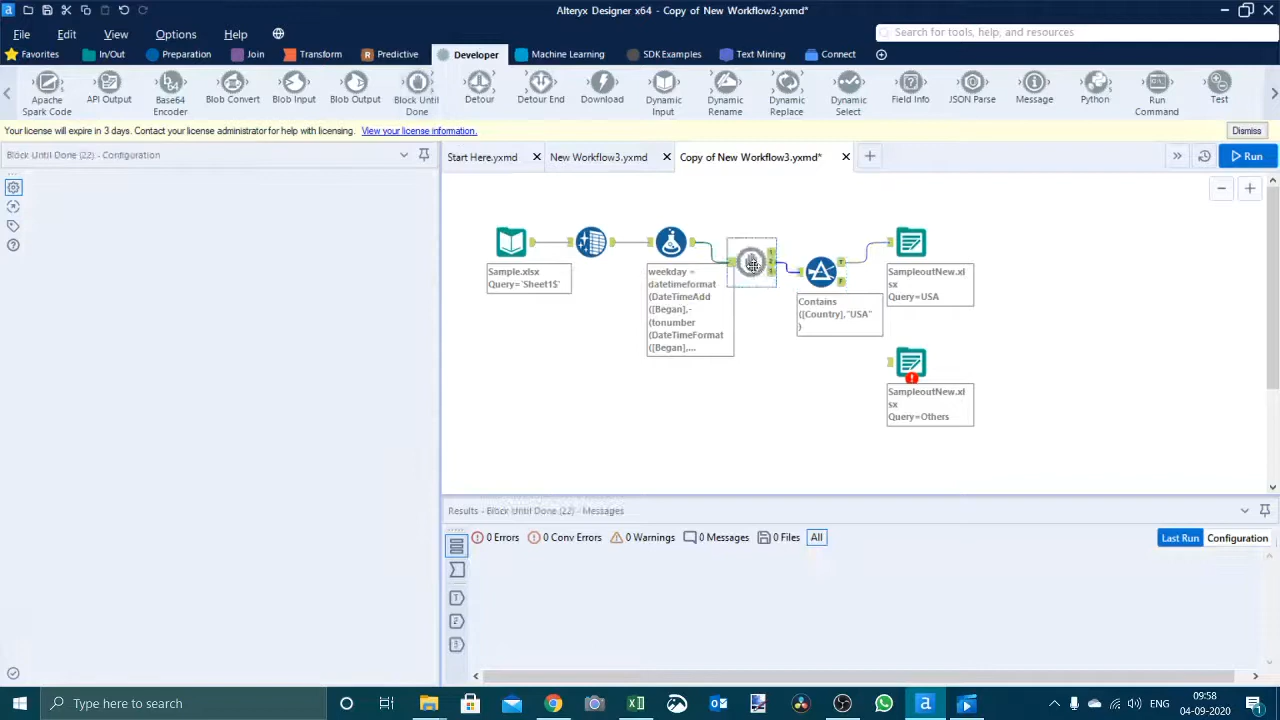 Alteryx Designer x64 - Copy of New Workflow3.yxmd*
File Edit View Options Help
Search for tools, help, and resources
Favorites In/Out Preparation Join Transform Predictive Developer Machine Learning SDK Examples Text Mining Connect
Apache Spark Code
API Output
Base64 Encoder
Blob Convert
Blob Input
Blob Output
Block Until Done
Detour
Detour End
Download
Dynamic Input
Dynamic Rename
Dynamic Replace
Dynamic Select
Field Info
JSON Parse
Message
Python
Run Command
Test
Your license will expire in 3 days. Contact your license administrator for help with licensing. View your license information. Dismiss
Block Until Done (22) - Configuration
Start Here.yxmd New Workflow3.yxmd Copy of New Workflow3.yxmd* Run
Sample.xlsx
Query=`Sheet1$`
weekday =
datetimeformat
(DateTimeAdd
([Began],-
(tonumber
(DateTimeFormat
([Began],...
Contains
([Country],"USA"
)
SampleoutNew.xl
sx
Query=USA
SampleoutNew.xl
sx
Query=Others
Results - Block Until Done (22) - Messages
0 Errors 0 Conv Errors 0 Warnings 0 Messages 0 Files All Last Run Configuration
1
2
3
Type here to search
ENG
09:58
04-09-2020